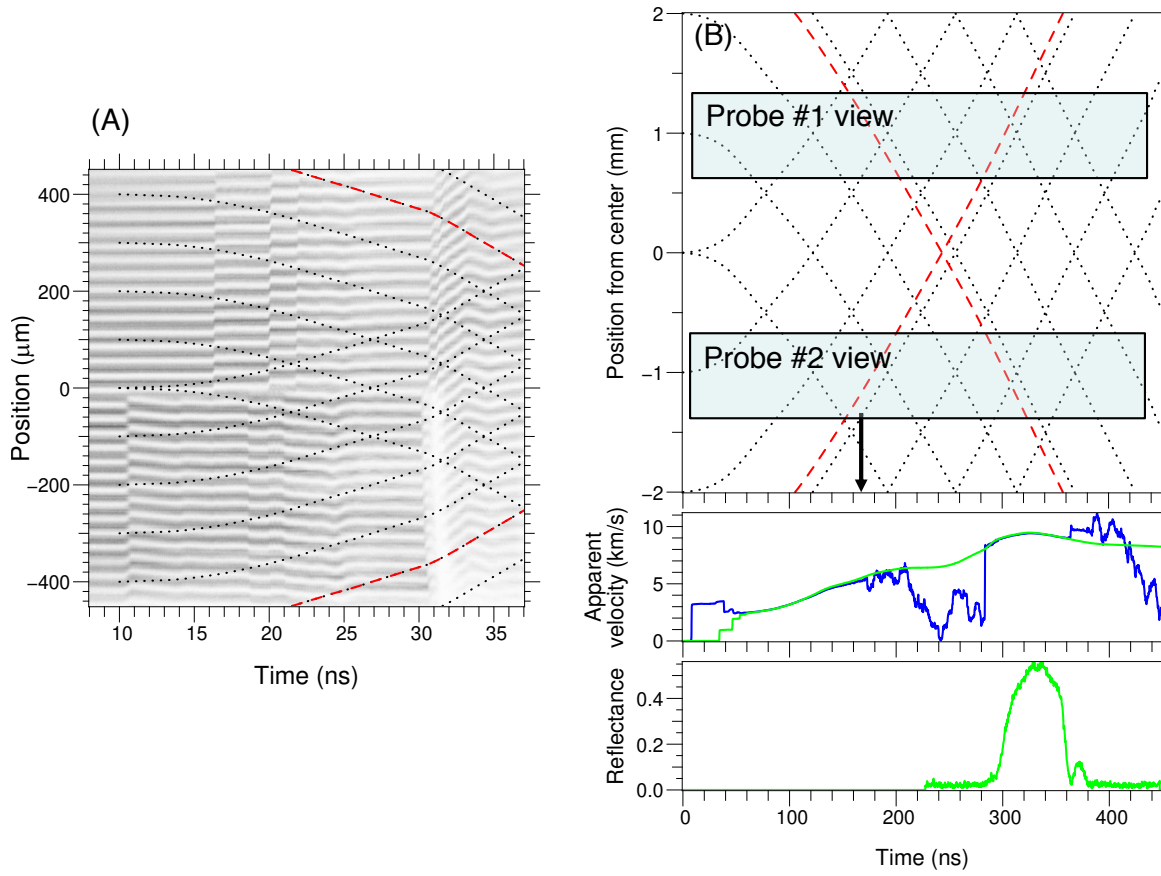 (A)
Position (μm)
400
200
0
−200
−400
10
15
20
25
30
35
Time (ns)
(B)
Position from center (mm)
2
1
0
−1
−2
Probe #1 view
Probe #2 view
Apparent
velocity (km/s)
10
5
0
Reflectance
0.4
0.2
0.0
0
100
200
300
400
Time (ns)